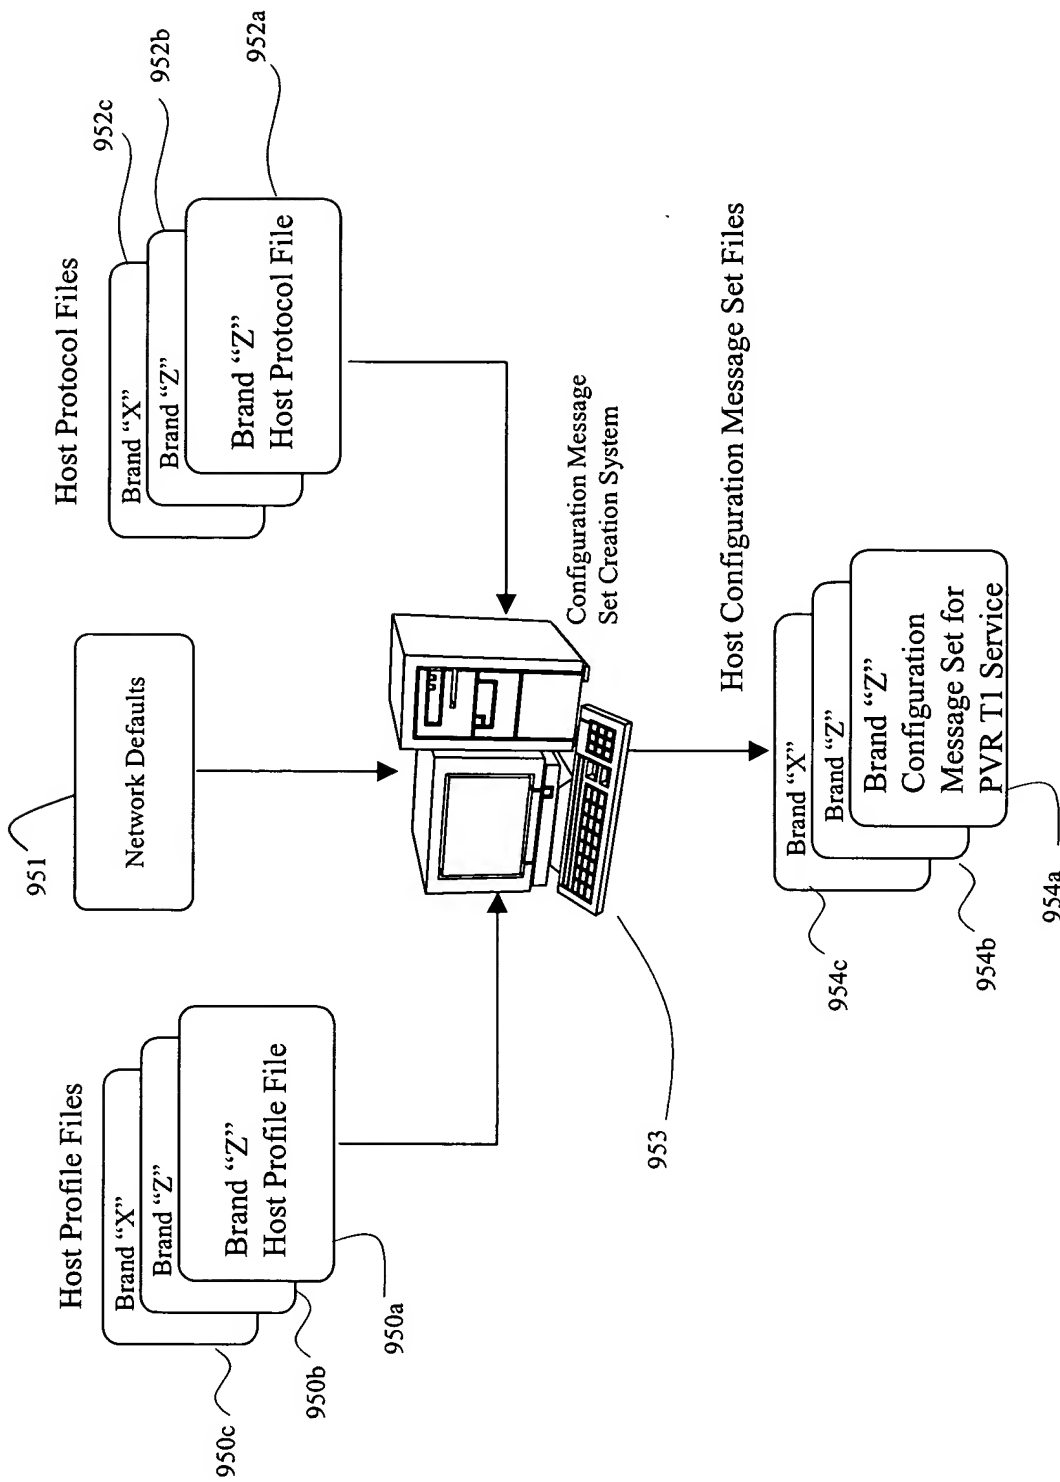 951
Host Profile Files
Network Defaults
Host Protocol Files
Brand “X”
Brand “Z”
Brand “Z”
Host Profile File
950c
950b
950a
Brand “X”
Brand “Z”
Brand “Z”
Host Protocol File
952c
952b
952a
Configuration Message
Set Creation System
953
Host Configuration Message Set Files
Brand “X”
Brand “Z”
Brand “Z”
Configuration
Message Set for
PVR T1 Service
954c
954b
954a